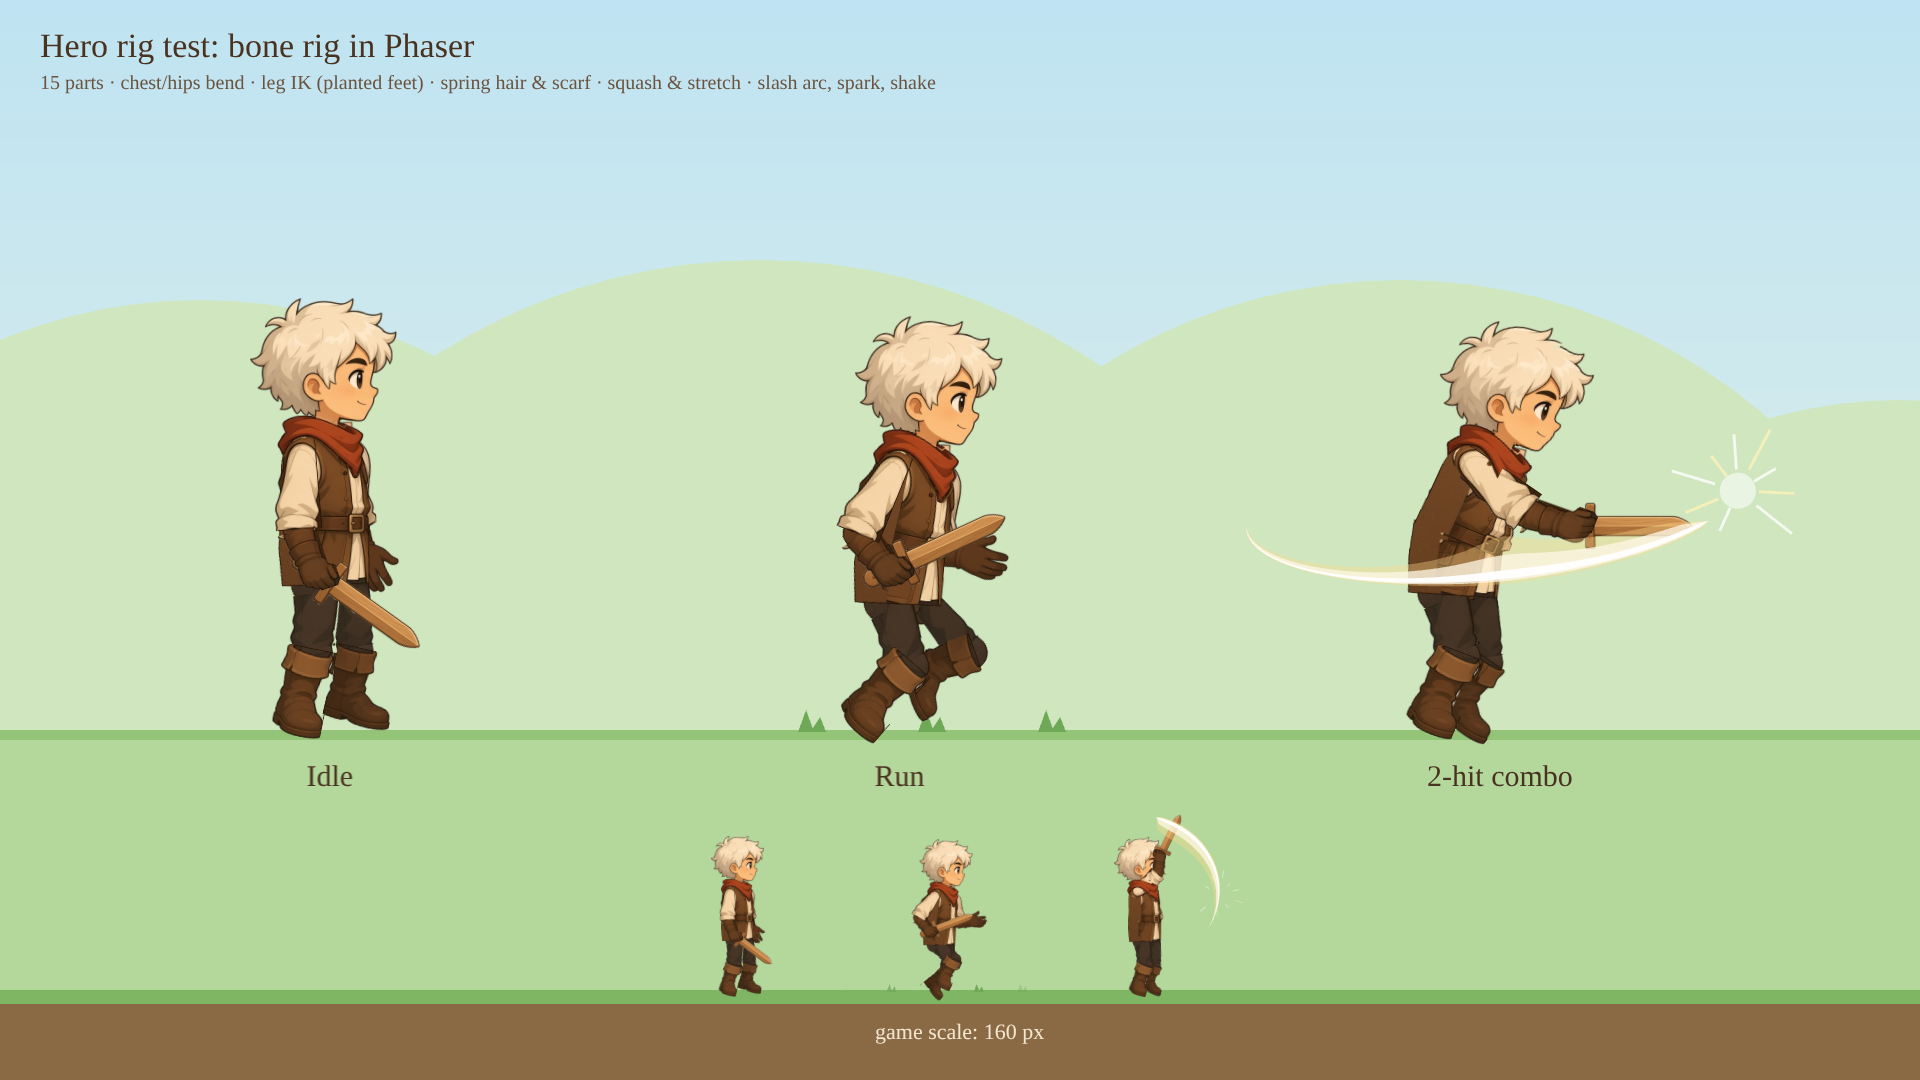 Hero rig test: bone rig in Phaser
15 parts · chest/hips bend · leg IK (planted feet) · spring hair & scarf · squash & stretch · slash arc, spark, shake
Idle
Run
2-hit combo
game scale: 160 px